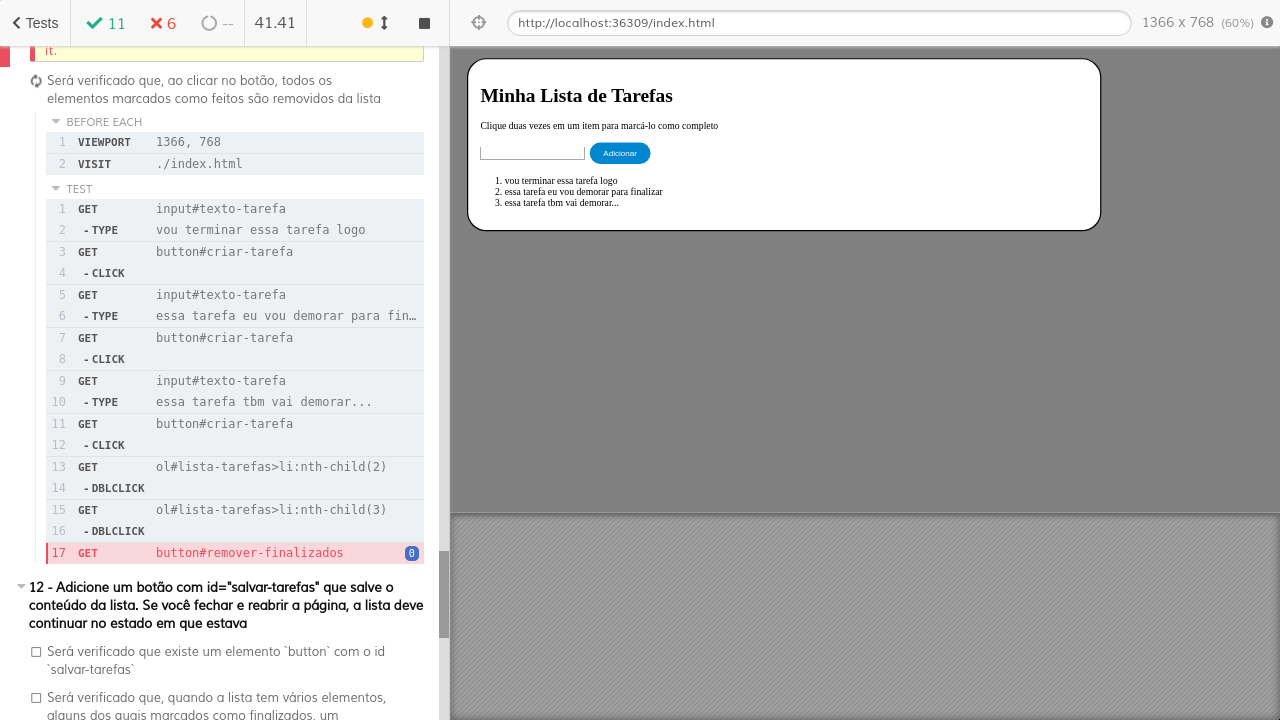 Tests
11
6
--
41.41
http://localhost:36309/index.html
1366 x 768 (60%)
it.
Será verificado que, ao clicar no botão, todos os
elementos marcados como feitos são removidos da lista
BEFORE EACH
1 VIEWPORT 1366, 768
2 VISIT ./index.html
TEST
1 GET input#texto-tarefa
2 -TYPE vou terminar essa tarefa logo
3 GET button#criar-tarefa
4 -CLICK
5 GET input#texto-tarefa
6 -TYPE essa tarefa eu vou demorar para fin…
7 GET button#criar-tarefa
8 -CLICK
9 GET input#texto-tarefa
10 -TYPE essa tarefa tbm vai demorar...
11 GET button#criar-tarefa
12 -CLICK
13 GET ol#lista-tarefas>li:nth-child(2)
14 -DBLCLICK
15 GET ol#lista-tarefas>li:nth-child(3)
16 -DBLCLICK
17 GET button#remover-finalizados 0
12 - Adicione um botão com id="salvar-tarefas" que salve o
conteúdo da lista. Se você fechar e reabrir a página, a lista deve
continuar no estado em que estava
Será verificado que existe um elemento `button` com o id
`salvar-tarefas`
Será verificado que, quando a lista tem vários elementos,
alguns dos quais marcados como finalizados, um
Minha Lista de Tarefas
Clique duas vezes em um item para marcá-lo como completo
Adicionar
1. vou terminar essa tarefa logo
2. essa tarefa eu vou demorar para finalizar
3. essa tarefa tbm vai demorar...